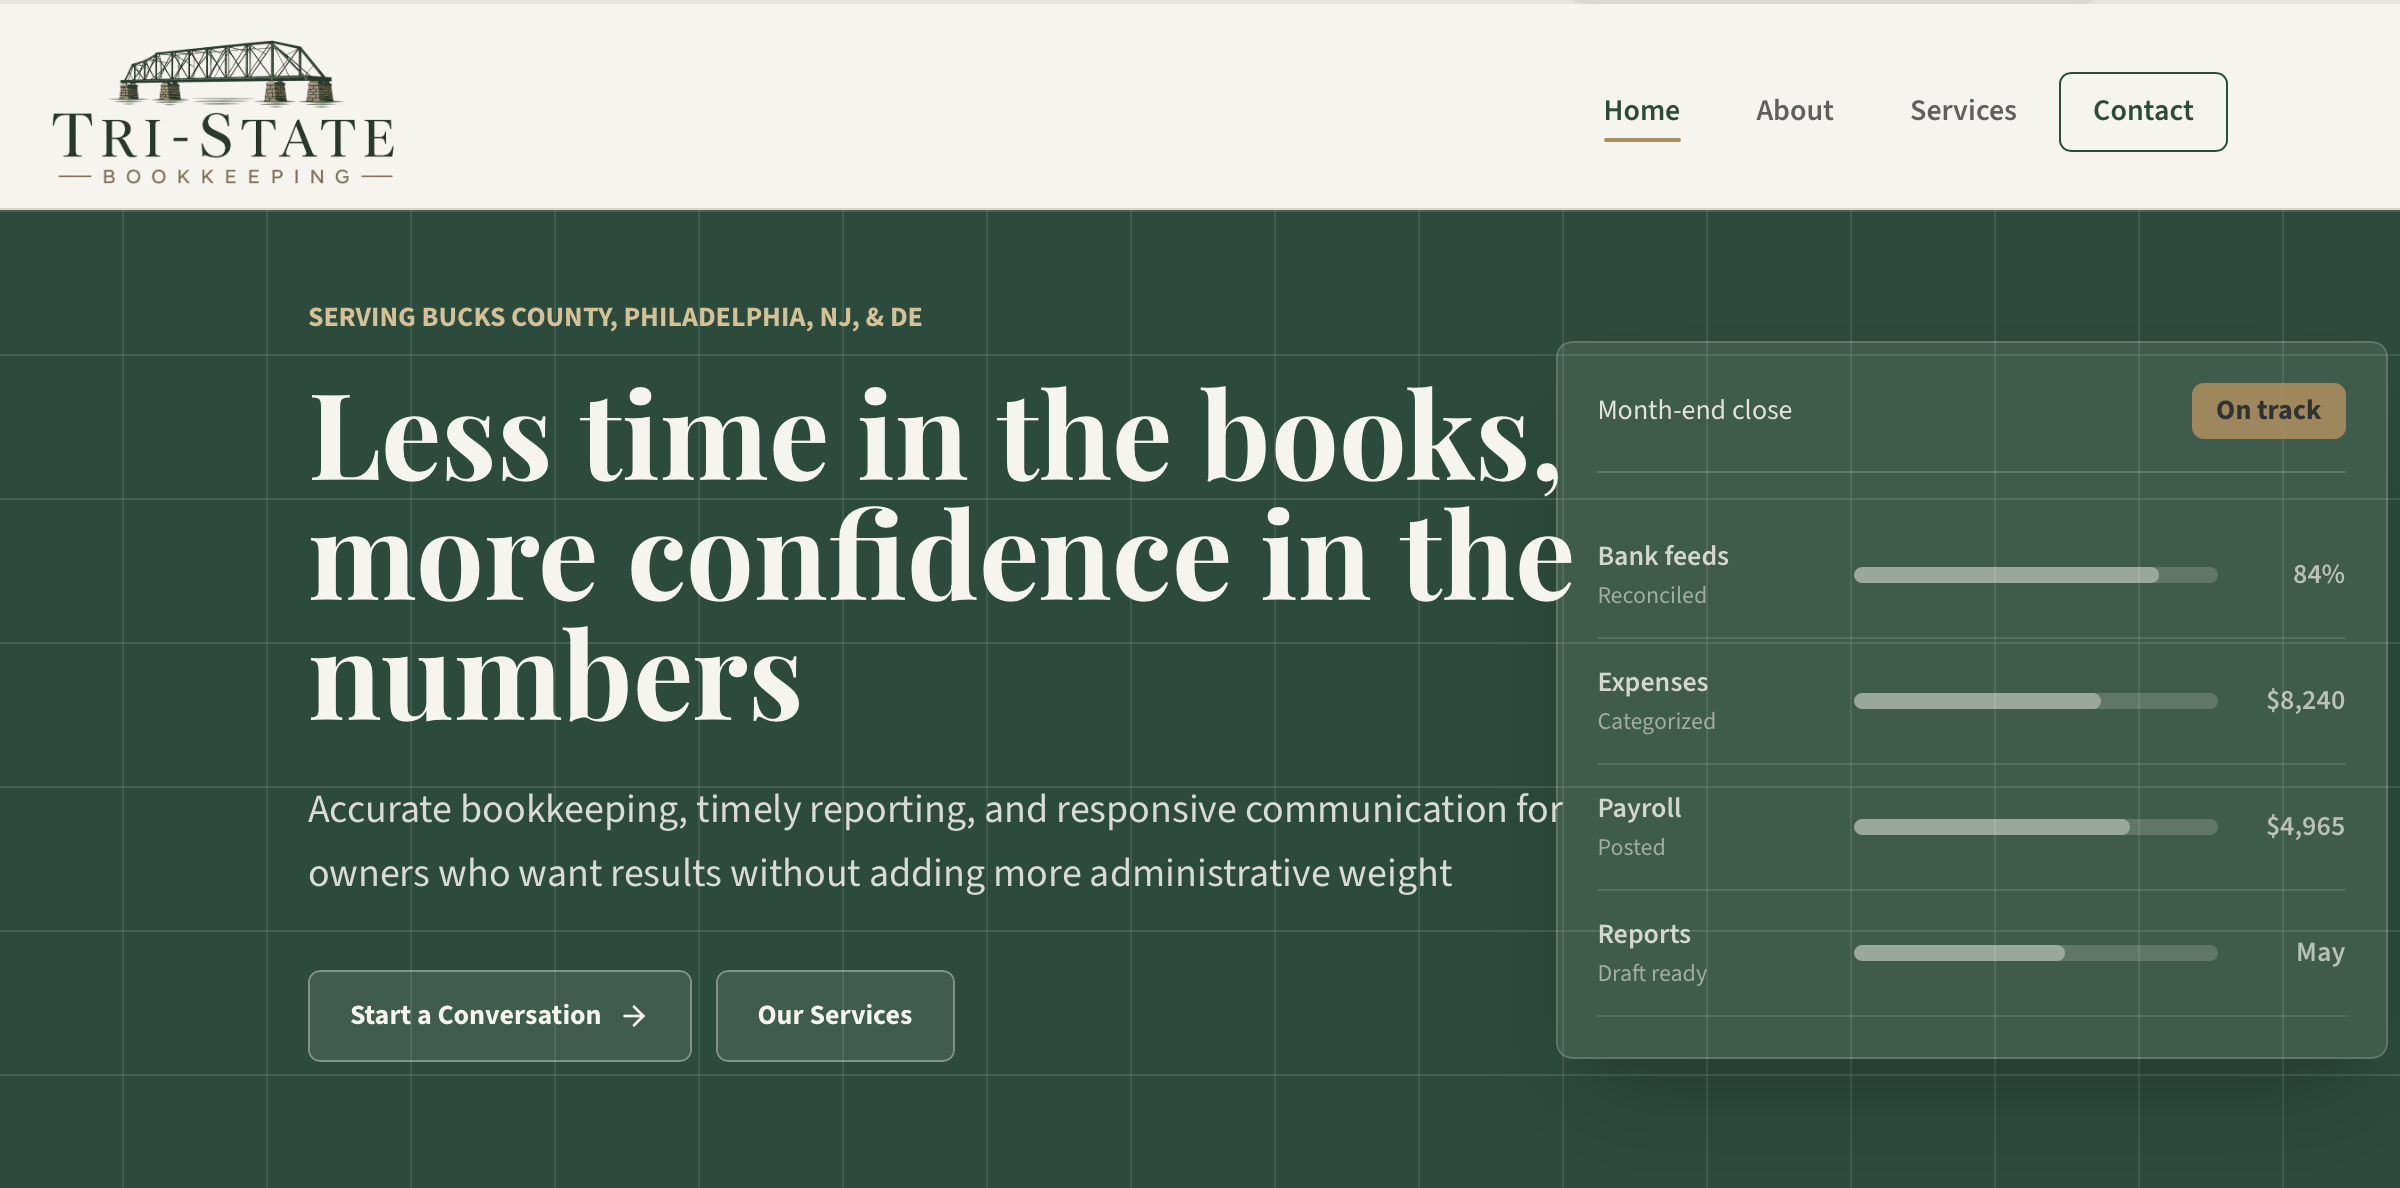 TRI-STATE
BOOKKEEPING
Home
About
Services
Contact
SERVING BUCKS COUNTY, PHILADELPHIA, NJ, & DE
Less time in the books,
more confidence in the
numbers
Accurate bookkeeping, timely reporting, and responsive communication for
owners who want results without adding more administrative weight
Start a Conversation →
Our Services
Month-end close
On track
Bank feeds
Reconciled
84%
Expenses
Categorized
$8,240
Payroll
Posted
$4,965
Reports
Draft ready
May